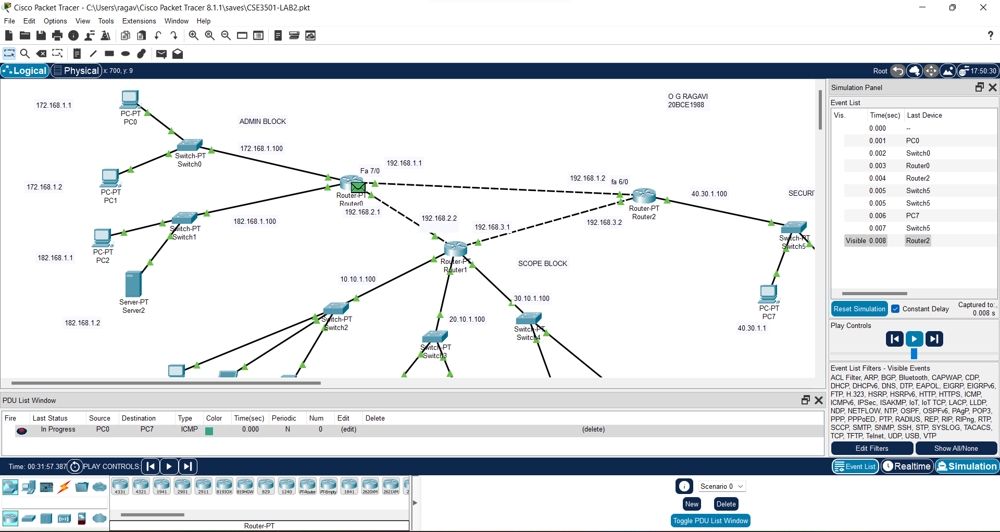 Cisco Packet Tracer - C:\Users\ragav\Cisco Packet Tracer 8.1.1\saves\CSE3501-LAB2.pkt
File Edit Options View Tools Extensions Window Help
?
Logical Physical x: 700, y: 9
Root 17:50:30
172.168.1.1
PC-PT
PC0
ADMIN BLOCK
O G RAGAVI
20BCE1988
Switch-PT
Switch0
172.168.1.100
Fa 7/0
192.168.1.1
192.168.1.2
fa 6/0
172.168.1.2
PC-PT
PC1
Router-PT
Router0
192.168.2.1
192.168.2.2
Router-PT
Router2
40.30.1.100
SECURIT
182.168.1.100
Switch-PT
Switch1
192.168.3.1
192.168.3.2
Switch-PT
Switch5
PC-PT
PC2
182.168.1.1
Router-PT
Router1
SCOPE BLOCK
10.10.1.100
30.10.1.100
Server-PT
Server2
182.168.1.2
Switch-PT
Switch2
20.10.1.100
Switch-PT
Switch4
PC-PT
PC7
40.30.1.1
Switch-PT
Switch3
Simulation Panel
Event List
Vis. Time(sec) Last Device
0.000 --
0.001 PC0
0.002 Switch0
0.003 Router0
0.004 Router2
0.005 Switch5
0.005 Switch5
0.006 PC7
0.007 Switch5
Visible 0.008 Router2
Reset Simulation Constant Delay Captured to:
0.008 s
Play Controls
Event List Filters - Visible Events
ACL Filter, ARP, BGP, Bluetooth, CAPWAP, CDP,
DHCP, DHCPv6, DNS, DTP, EAPOL, EIGRP, EIGRPv6,
FTP, H.323, HSRP, HSRPv6, HTTP, HTTPS, ICMP,
ICMPv6, IPSec, ISAKMP, IoT, IoT TCP, LACP, LLDP,
NDP, NETFLOW, NTP, OSPF, OSPFv6, PAgP, POP3,
PPP, PPPoED, PTP, RADIUS, REP, RIP, RIPng, RTP,
SCCP, SMTP, SNMP, SSH, STP, SYSLOG, TACACS,
TCP, TFTP, Telnet, UDP, USB, VTP
Edit Filters Show All/None
PDU List Window
Fire Last Status Source Destination Type Color Time(sec) Periodic Num Edit Delete
In Progress PC0 PC7 ICMP 0.000 N 0 (edit) (delete)
Time: 00:31:57.387 PLAY CONTROLS:
Event List Realtime Simulation
4331 4321 1941 2901 2911 819IOX 819HGW 829 1240 PT-Router PT-Empty 1841 2620XM 2621XM 2
Router-PT
Scenario 0
New Delete
Toggle PDU List Window